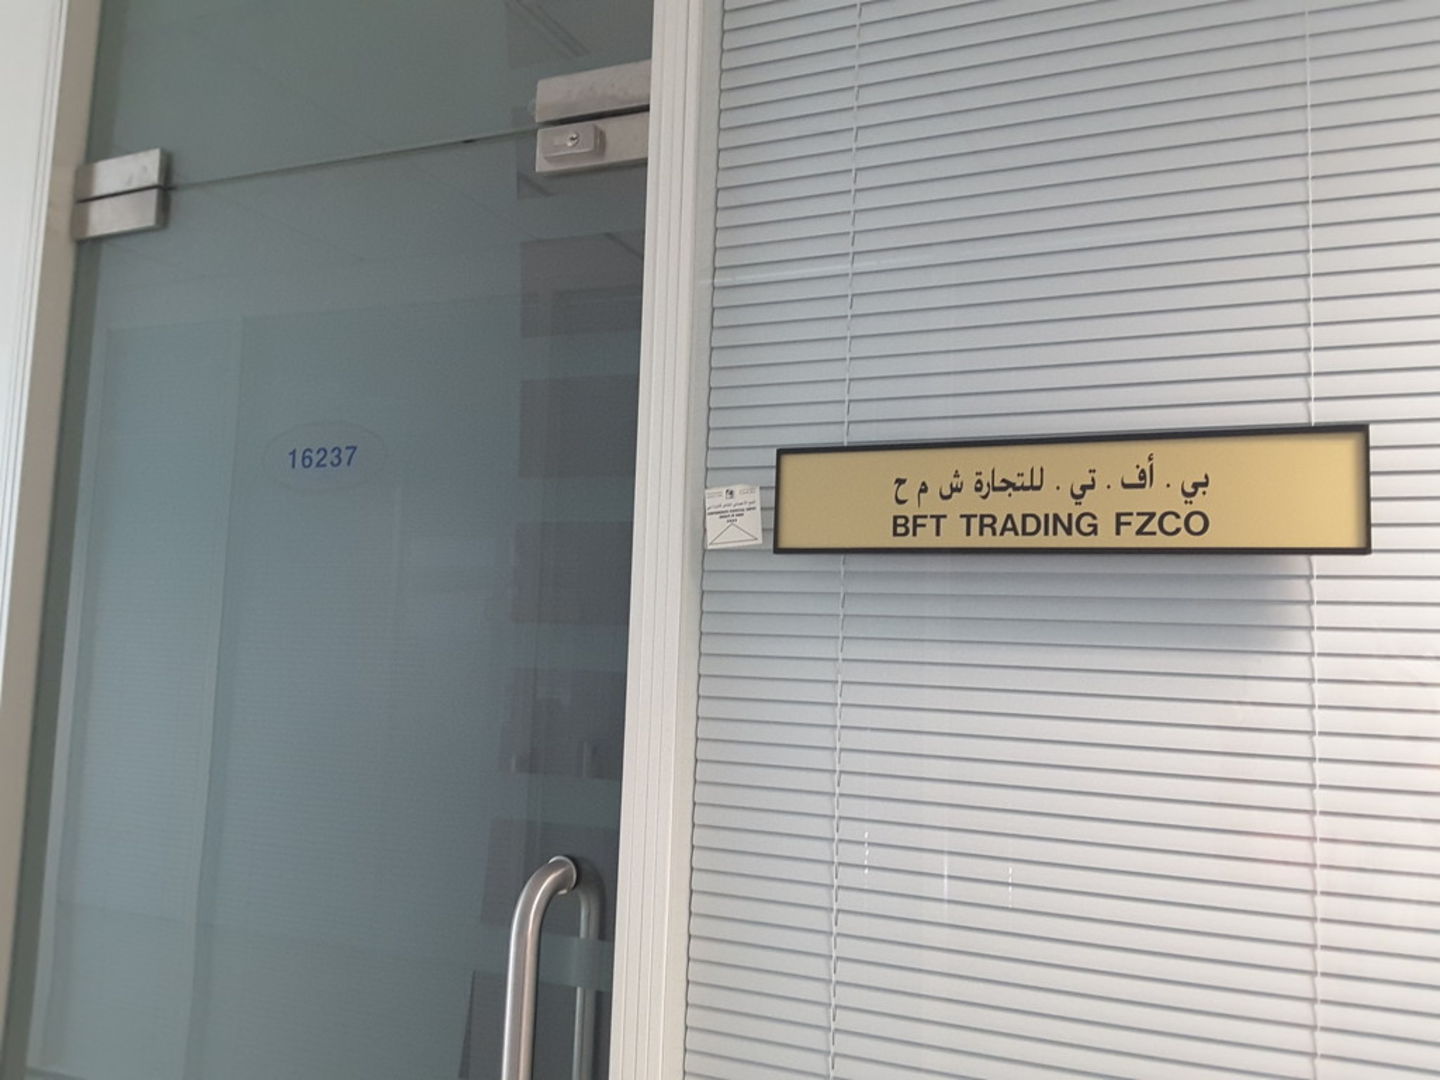 16237
بي . أف . تي . للتجارة ش م ح
BFT TRADING FZCO